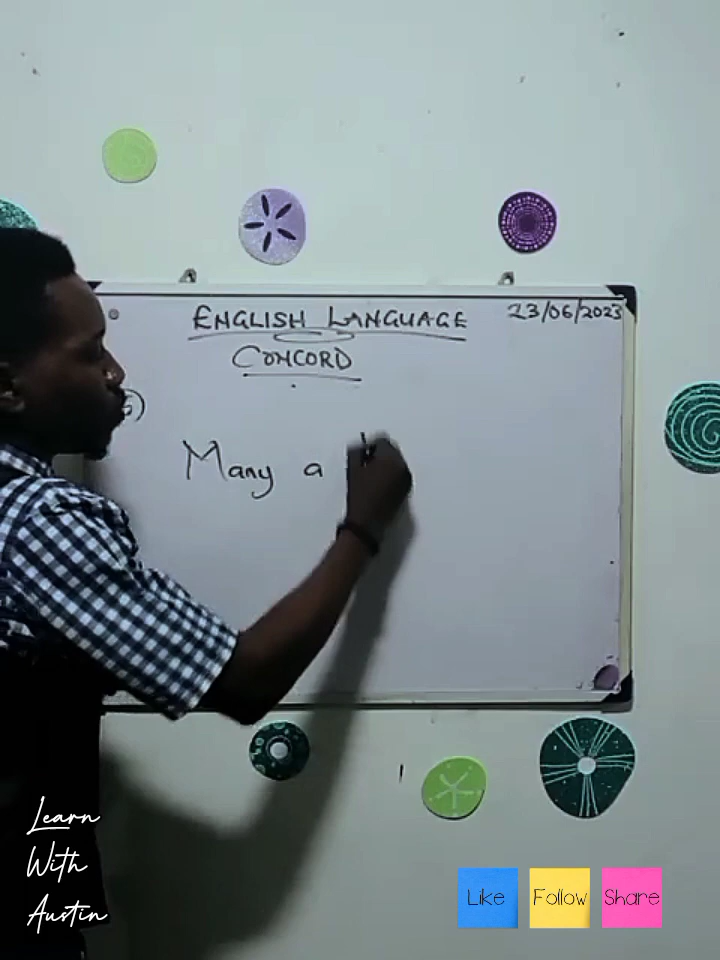 ENGLISH LANGUAGE 23/06/2023
CONCORD
Many a
Learn
With
Austin
Like Follow Share